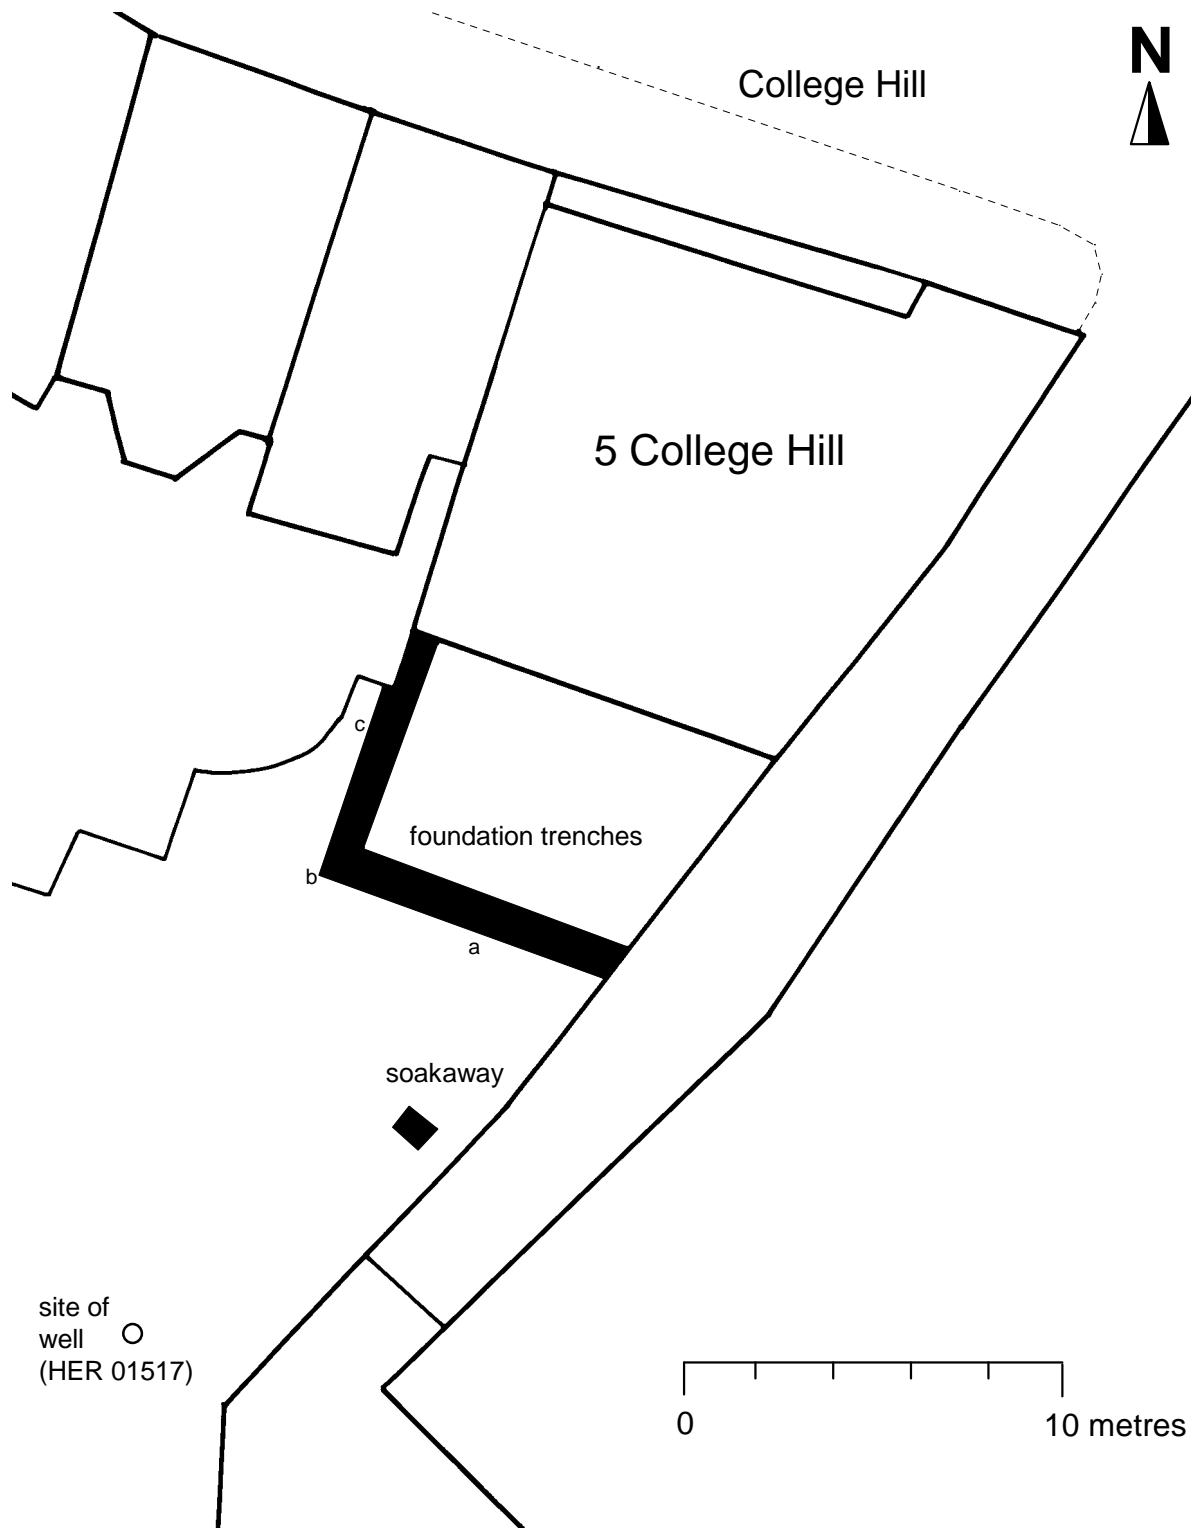 N
College Hill
5 College Hill
c
foundation trenches
b
a
soakaway
site of
well
(HER 01517)
0
10 metres